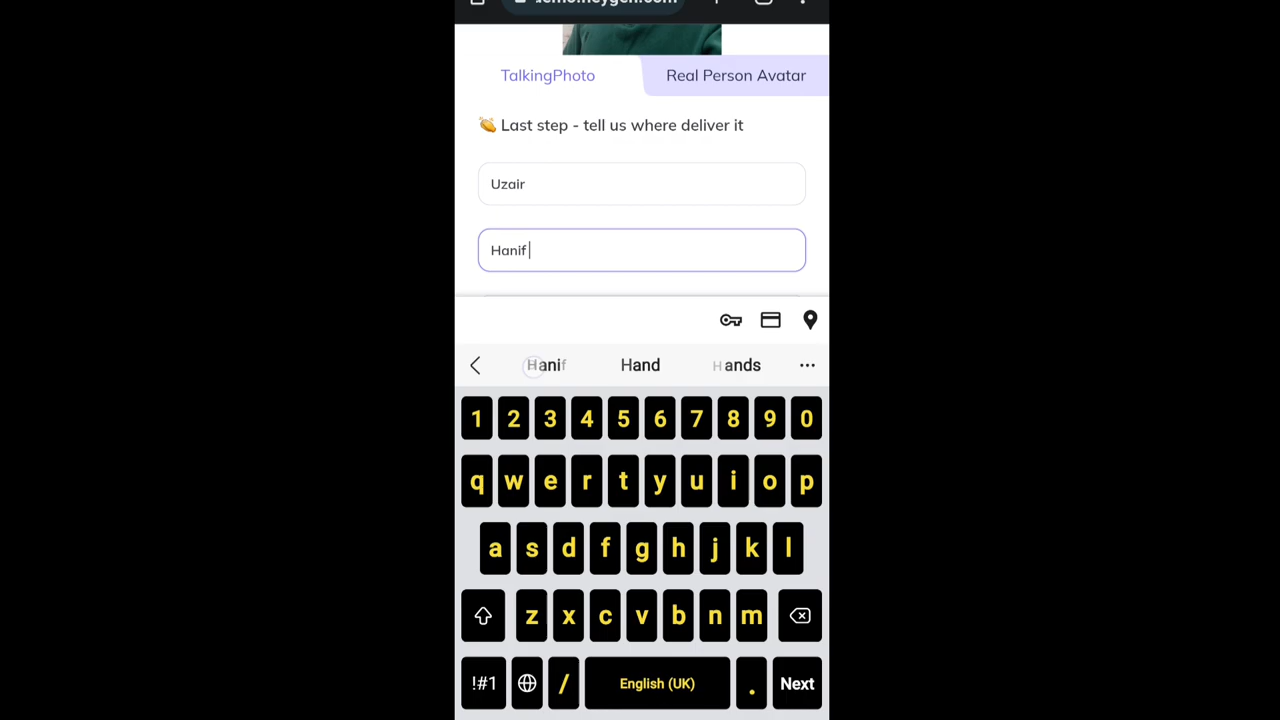 TalkingPhoto Real Person Avatar
👏 Last step - tell us where deliver it
Uzair
Hanif
Hanif Hand Hands ...
1 2 3 4 5 6 7 8 9 0
q w e r t y u i o p
a s d f g h j k l
z x c v b n m
!#1 / English (UK) . Next